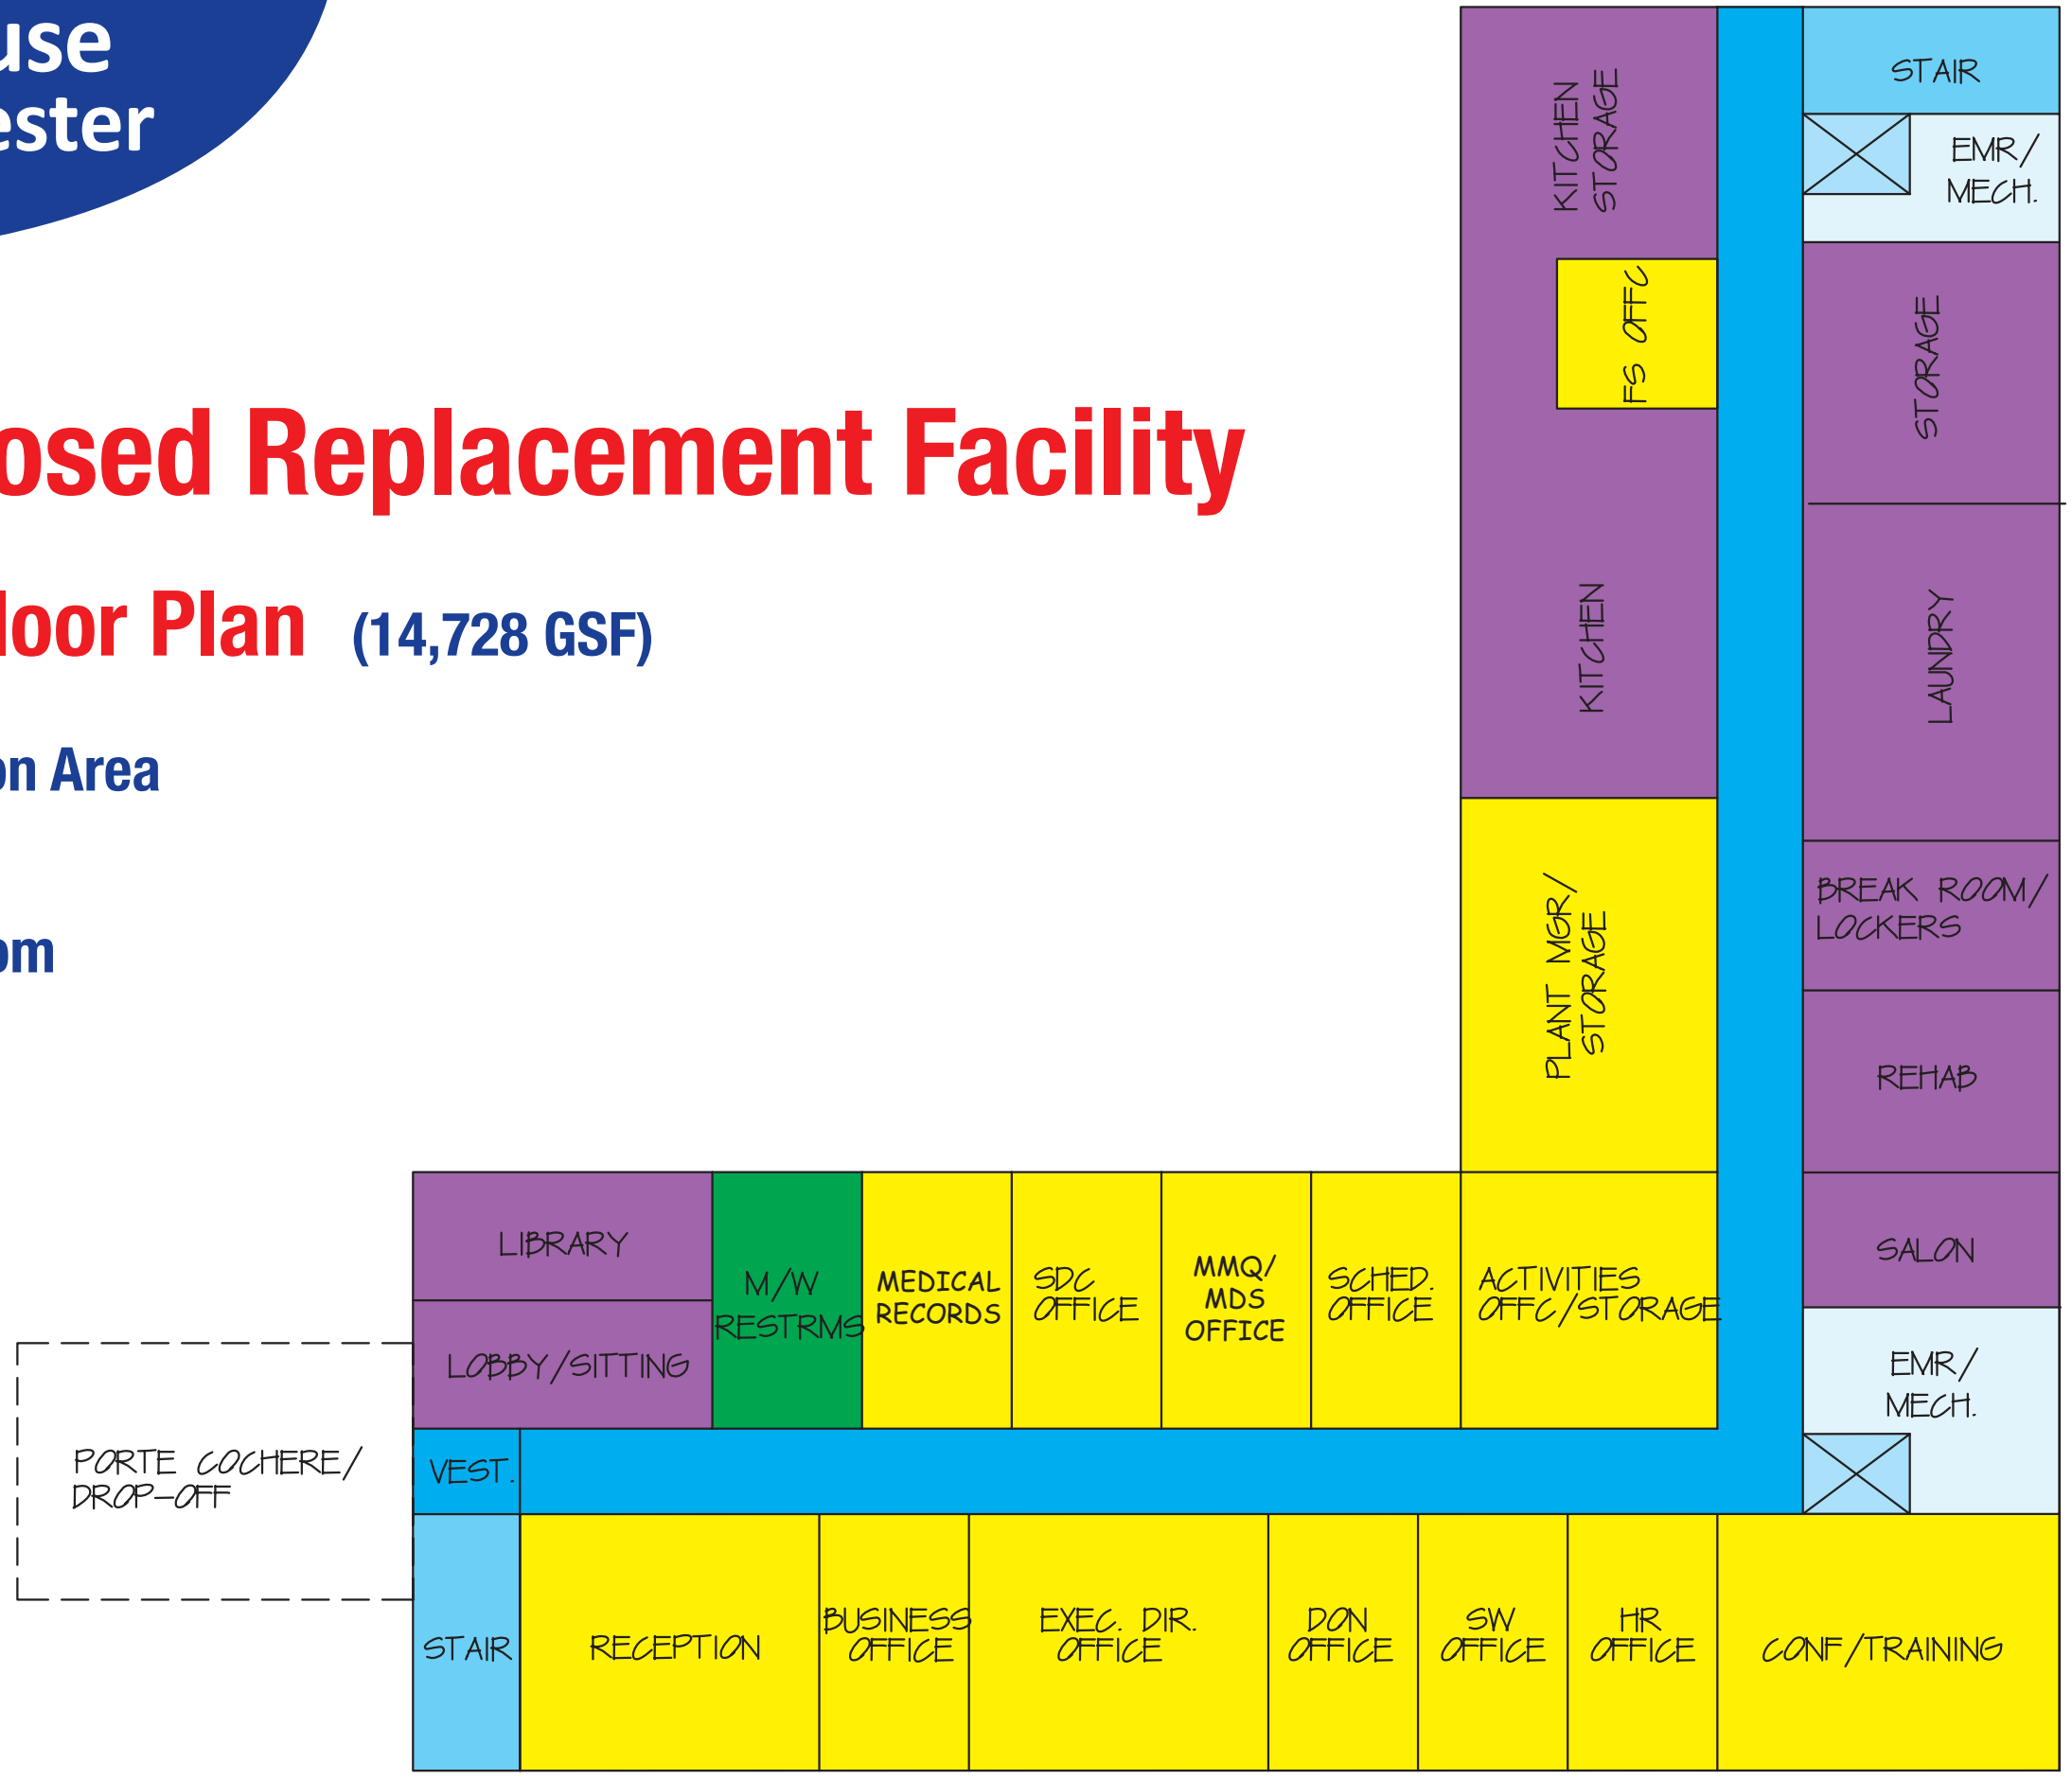 use
ester
osed Replacement Facility
loor Plan (14,728 GSF)
on Area
om
KITCHEN
STORAGE
STAIR
EMR/
MECH.
FS OFFC
STORAGE
KITCHEN
LAUNDRY
PLANT MGR/
STORAGE
BREAK ROOM/
LOCKERS
REHAB
SALON
LIBRARY
LOBBY/SITTING
M/W
RESTRMS
MEDICAL
RECORDS
SDC
OFFICE
MMQ/
MDS
OFFICE
SCHED.
OFFICE
ACTIVITIES
OFFC/STORAGE
EMR/
MECH.
PORTE COCHERE/
DROP-OFF
VEST.
STAIR
RECEPTION
BUSINESS
OFFICE
EXEC. DIR.
OFFICE
DON
OFFICE
SW
OFFICE
HR
OFFICE
CONF/TRAINING